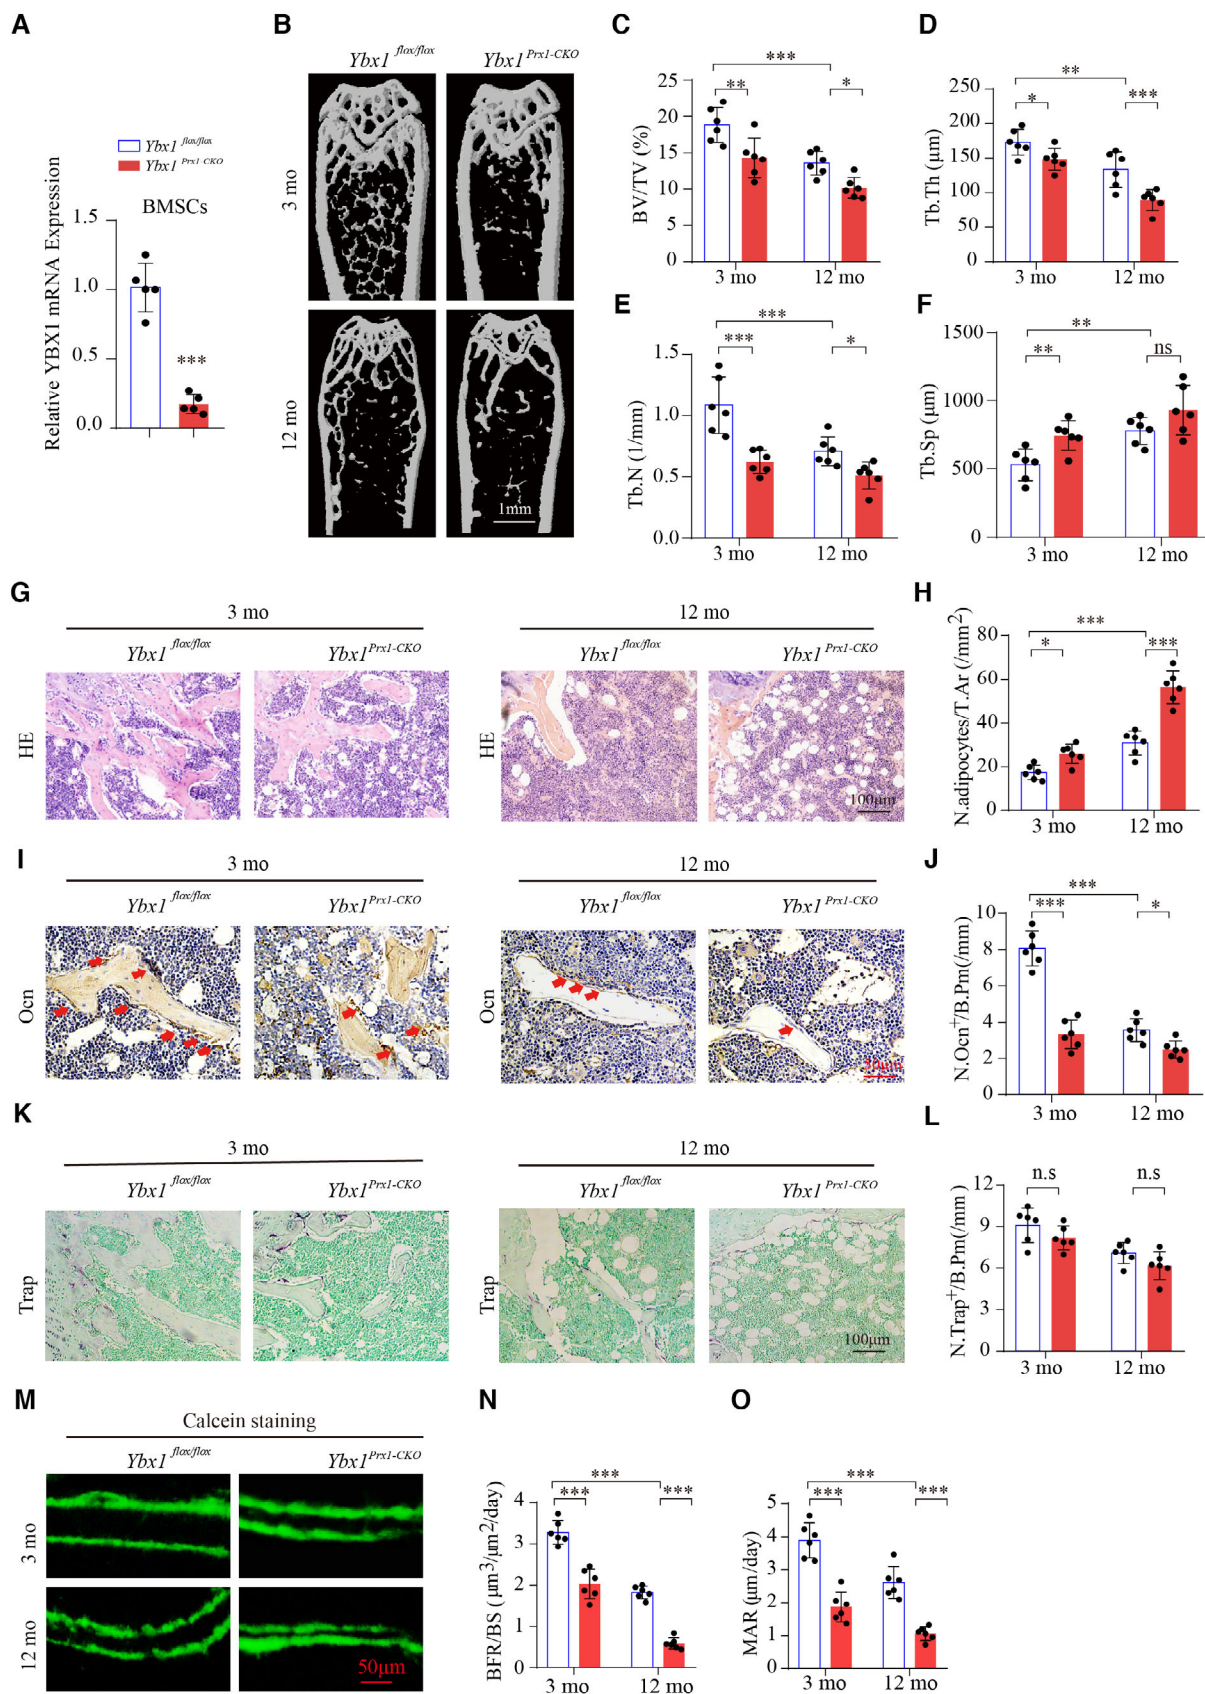 A
Ybx1 flox/flox
Ybx1 Prx1-CKO
BMSCs
Relative YBX1 mRNA Expression
1.5
1.0
0.5
0.0
***
B
Ybx1 flox/flox
Ybx1 Prx1-CKO
3 mo
12 mo
1mm
C
BV/TV (%)
25
20
15
10
5
0
***
**
*
3 mo
12 mo
D
Tb.Th (μm)
250
200
150
100
50
0
**
*
***
3 mo
12 mo
E
Tb.N (1/mm)
1.5
1.0
0.5
0.0
***
***
*
3 mo
12 mo
F
Tb.Sp (μm)
1500
1000
500
0
**
**
ns
3 mo
12 mo
G
3 mo
12 mo
Ybx1 flox/flox
Ybx1 Prx1-CKO
Ybx1 flox/flox
Ybx1 Prx1-CKO
HE
HE
100μm
H
N.adipocytes/T.Ar (/mm2)
80
60
40
20
0
***
*
***
3 mo
12 mo
I
3 mo
12 mo
Ybx1 flox/flox
Ybx1 Prx1-CKO
Ybx1 flox/flox
Ybx1 Prx1-CKO
Ocn
Ocn
50μm
J
N.Ocn+/B.Pm(/mm)
10
8
6
4
2
0
***
***
*
3 mo
12 mo
K
3 mo
12 mo
Ybx1 flox/flox
Ybx1 Prx1-CKO
Ybx1 flox/flox
Ybx1 Prx1-CKO
Trap
Trap
100μm
L
N.Trap+/B.Pm(/mm)
12
9
6
3
0
n.s
n.s
3 mo
12 mo
M
Calcein staining
Ybx1 flox/flox
Ybx1 Prx1-CKO
3 mo
12 mo
50μm
N
BFR/BS (μm3/μm2/day)
4
3
2
1
0
***
***
***
3 mo
12 mo
O
MAR (μm/day)
5
4
3
2
1
0
***
***
***
3 mo
12 mo